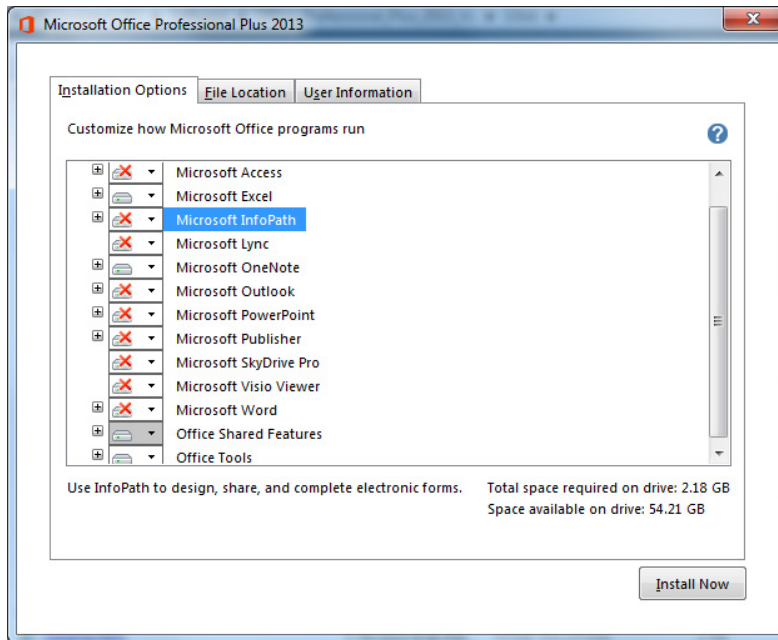 Microsoft Office Professional Plus 2013
Installation Options File Location User Information
Customize how Microsoft Office programs run
Microsoft Access
Microsoft Excel
Microsoft InfoPath
Microsoft Lync
Microsoft OneNote
Microsoft Outlook
Microsoft PowerPoint
Microsoft Publisher
Microsoft SkyDrive Pro
Microsoft Visio Viewer
Microsoft Word
Office Shared Features
Office Tools
Use InfoPath to design, share, and complete electronic forms. Total space required on drive: 2.18 GB
Space available on drive: 54.21 GB
Install Now